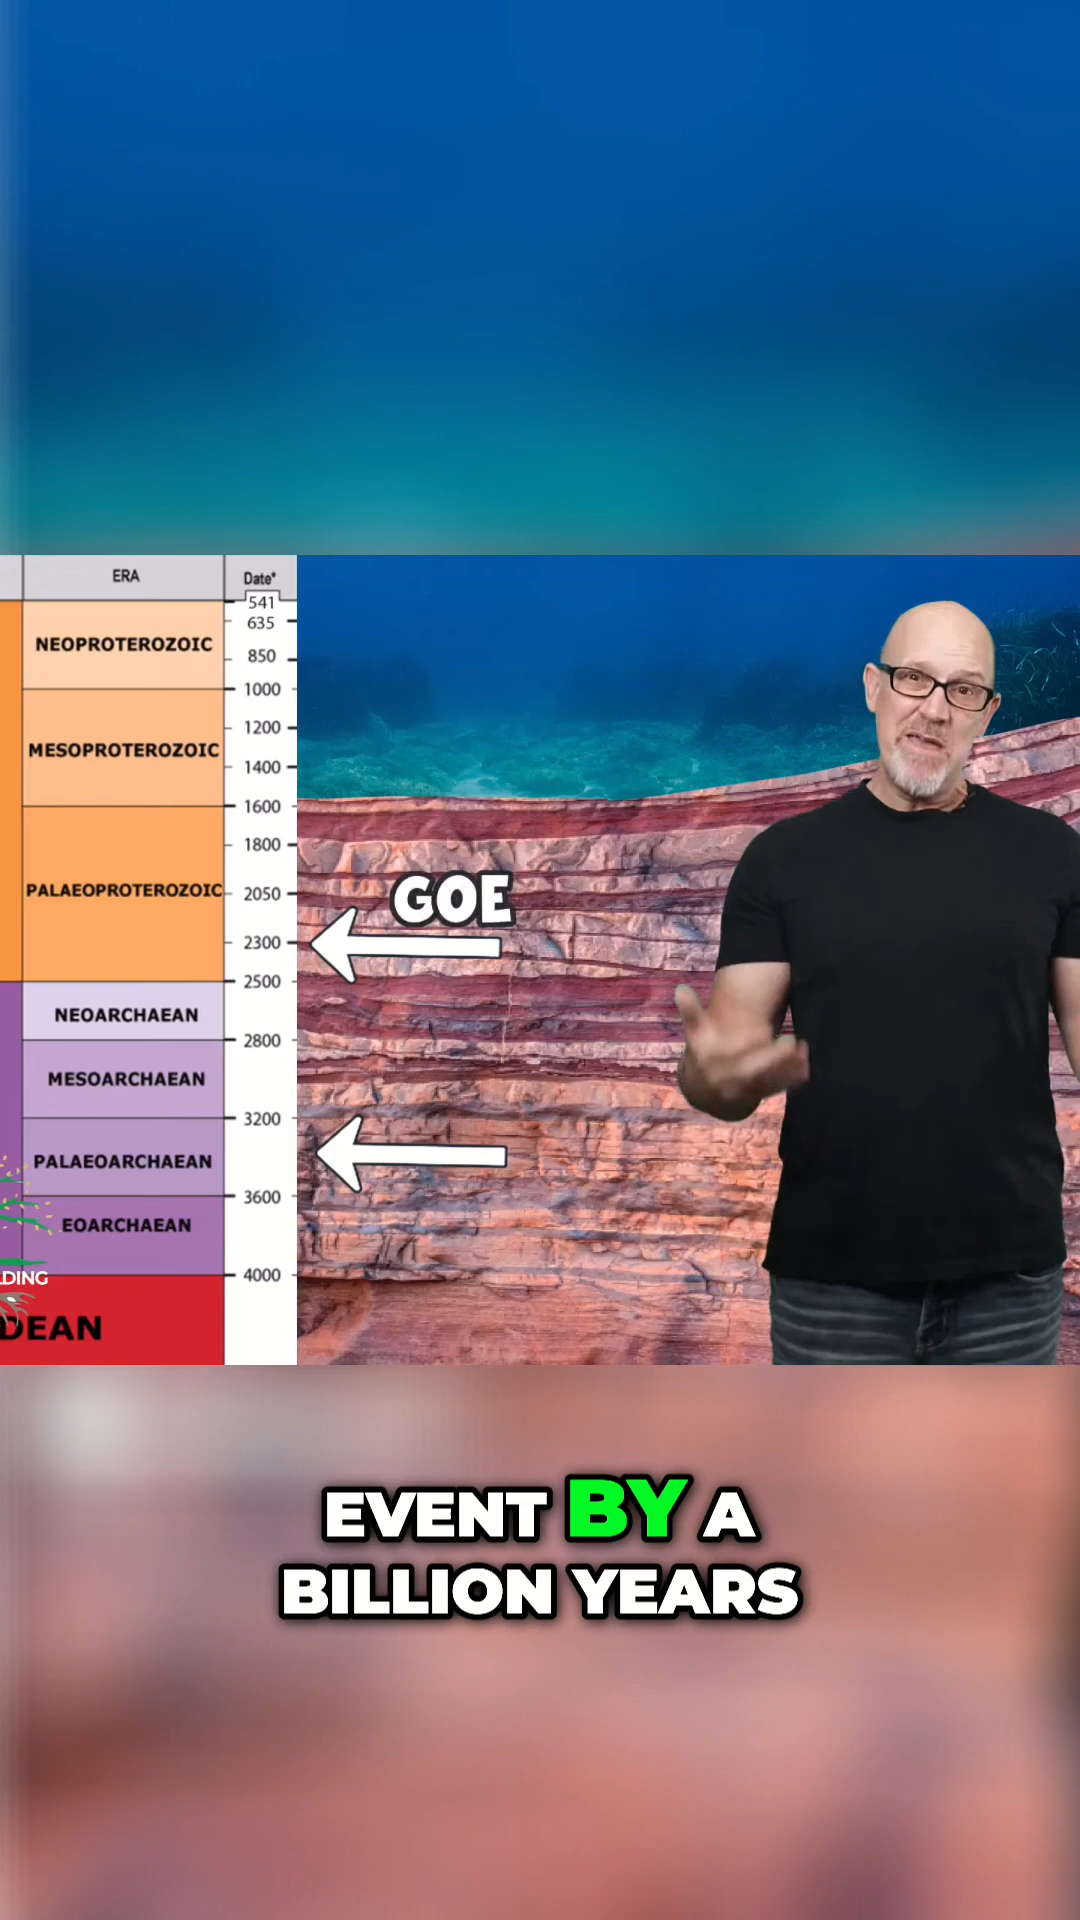 ERA
Date*
541
635
NEOPROTEROZOIC
850
1000
1200
MESOPROTEROZOIC
1400
1600
1800
PALAEOPROTEROZOIC
2050
GOE
2300
2500
NEOARCHAEAN
2800
MESOARCHAEAN
3200
PALAEOARCHAEAN
3600
EOARCHAEAN
4000
LDING
DEAN
EVENT BY A
BILLION YEARS